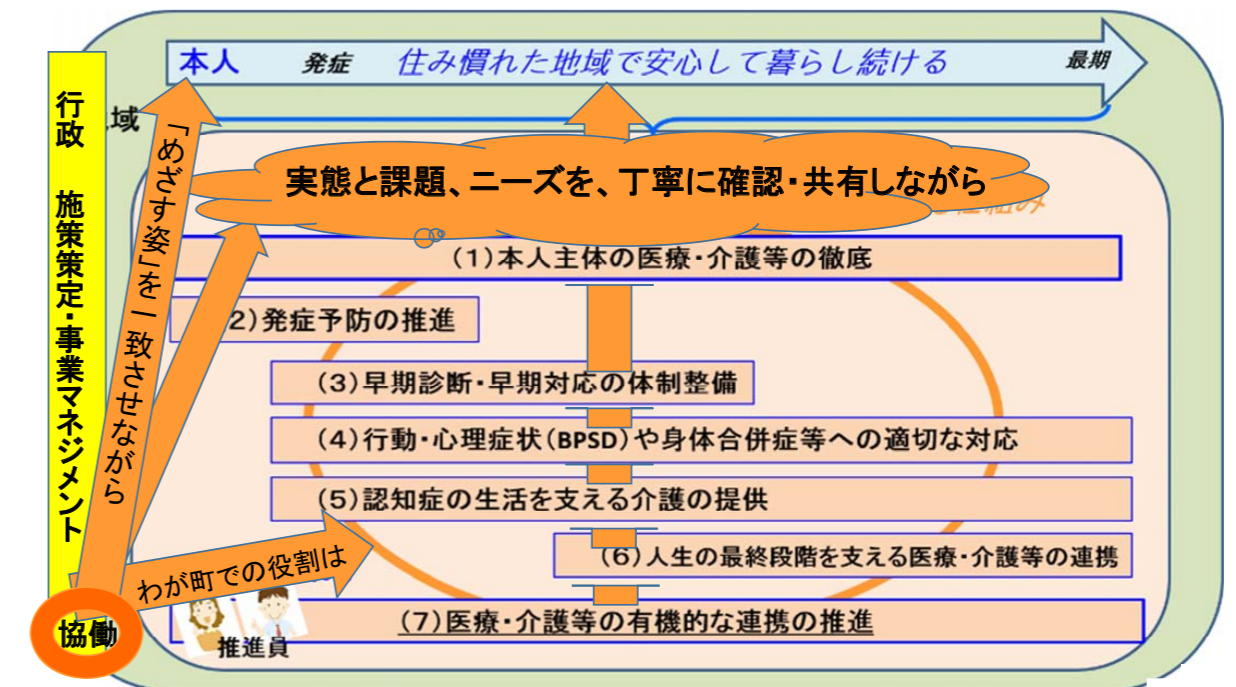 本人 発症 住み慣れた地域で安心して暮らし続ける 最期
行政 施策策定・事業マネジメント
域
「めざす姿」を一致させながら
実態と課題、ニーズを、丁寧に確認・共有しながら
(1)本人主体の医療・介護等の徹底
2)発症予防の推進
(3)早期診断・早期対応の体制整備
(4)行動・心理症状(BPSD)や身体合併症等への適切な対応
(5)認知症の生活を支える介護の提供
(6)人生の最終段階を支える医療・介護等の連携
わが町での役割は
(7)医療・介護等の有機的な連携の推進
協働
推進員